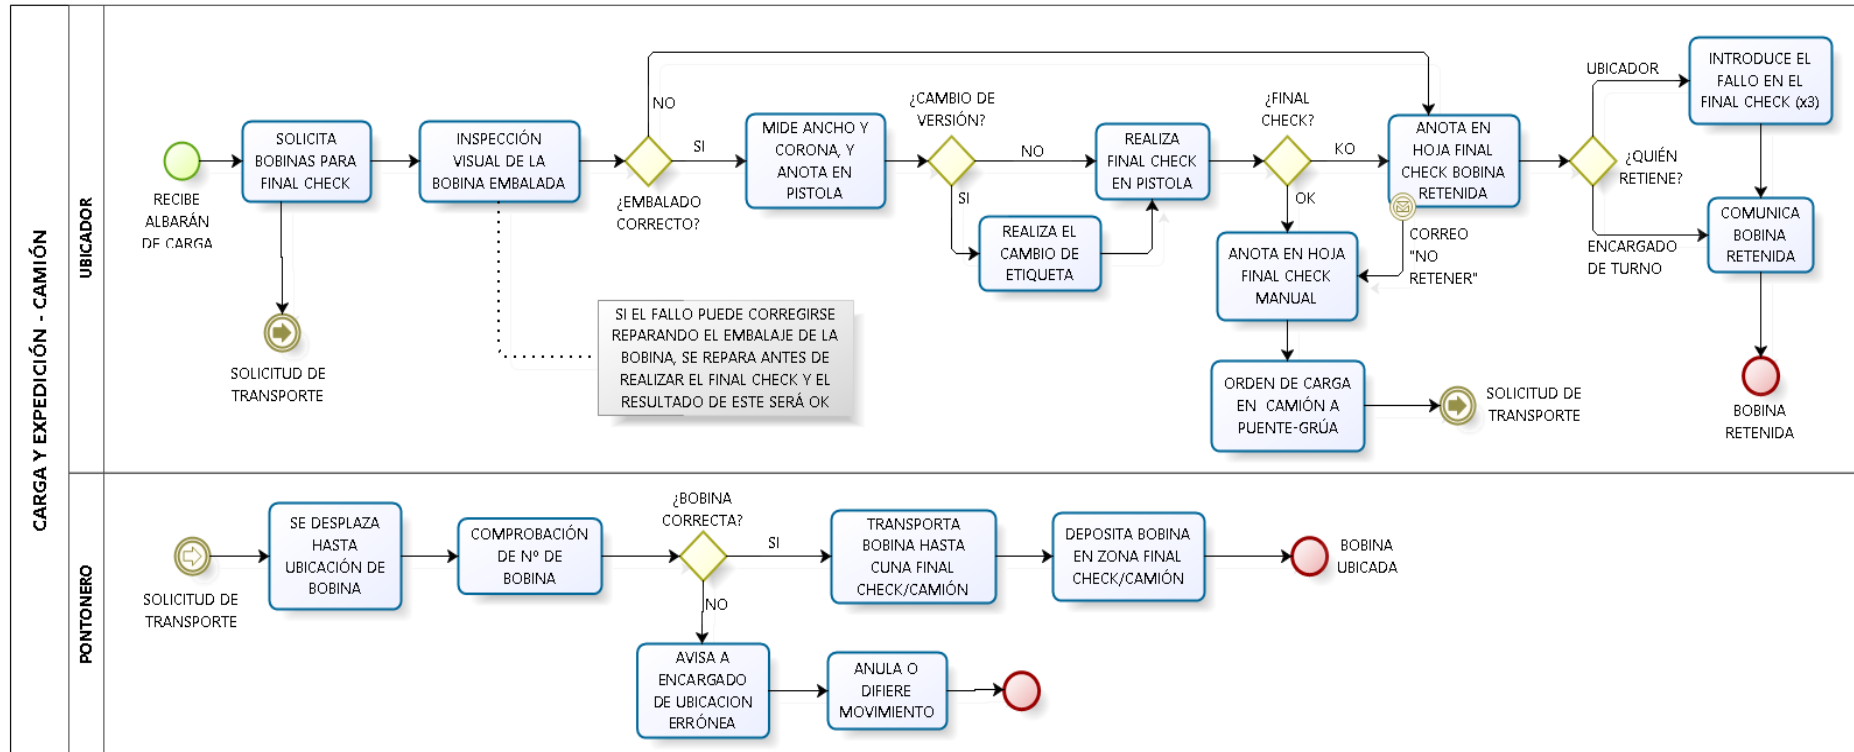 CARGA Y EXPEDICIÓN - CAMIÓN
UBICADOR
RECIBE
ALBARÁN
DE CARGA
SOLICITA
BOBINAS PARA
FINAL CHECK
SOLICITUD DE
TRANSPORTE
INSPECCIÓN
VISUAL DE LA
BOBINA EMBALADA
SI EL FALLO PUEDE CORREGIRSE
REPARANDO EL EMBALAJE DE LA
BOBINA, SE REPARA ANTES DE
REALIZAR EL FINAL CHECK Y EL
RESULTADO DE ESTE SERÁ OK
¿EMBALADO
CORRECTO?
NO
SI
MIDE ANCHO Y
CORONA, Y
ANOTA EN
PISTOLA
¿CAMBIO DE
VERSIÓN?
NO
SI
REALIZA EL
CAMBIO DE
ETIQUETA
REALIZA
FINAL CHECK
EN PISTOLA
¿FINAL
CHECK?
KO
OK
ANOTA EN HOJA
FINAL CHECK
MANUAL
ORDEN DE CARGA
EN CAMIÓN A
PUENTE-GRÚA
SOLICITUD DE
TRANSPORTE
ANOTA EN
HOJA FINAL
CHECK BOBINA
RETENIDA
CORREO
"NO
RETENER"
¿QUIÉN
RETIENE?
UBICADOR
ENCARGADO
DE TURNO
INTRODUCE EL
FALLO EN EL
FINAL CHECK (x3)
COMUNICA
BOBINA
RETENIDA
BOBINA
RETENIDA
PONTONERO
SOLICITUD DE
TRANSPORTE
SE DESPLAZA
HASTA
UBICACIÓN DE
BOBINA
COMPROBACIÓN
DE Nº DE
BOBINA
¿BOBINA
CORRECTA?
SI
NO
TRANSPORTA
BOBINA HASTA
CUNA FINAL
CHECK/CAMIÓN
DEPOSITA BOBINA
EN ZONA FINAL
CHECK/CAMIÓN
BOBINA
UBICADA
AVISA A
ENCARGADO
DE UBICACION
ERRÓNEA
ANULA O
DIFIERE
MOVIMIENTO